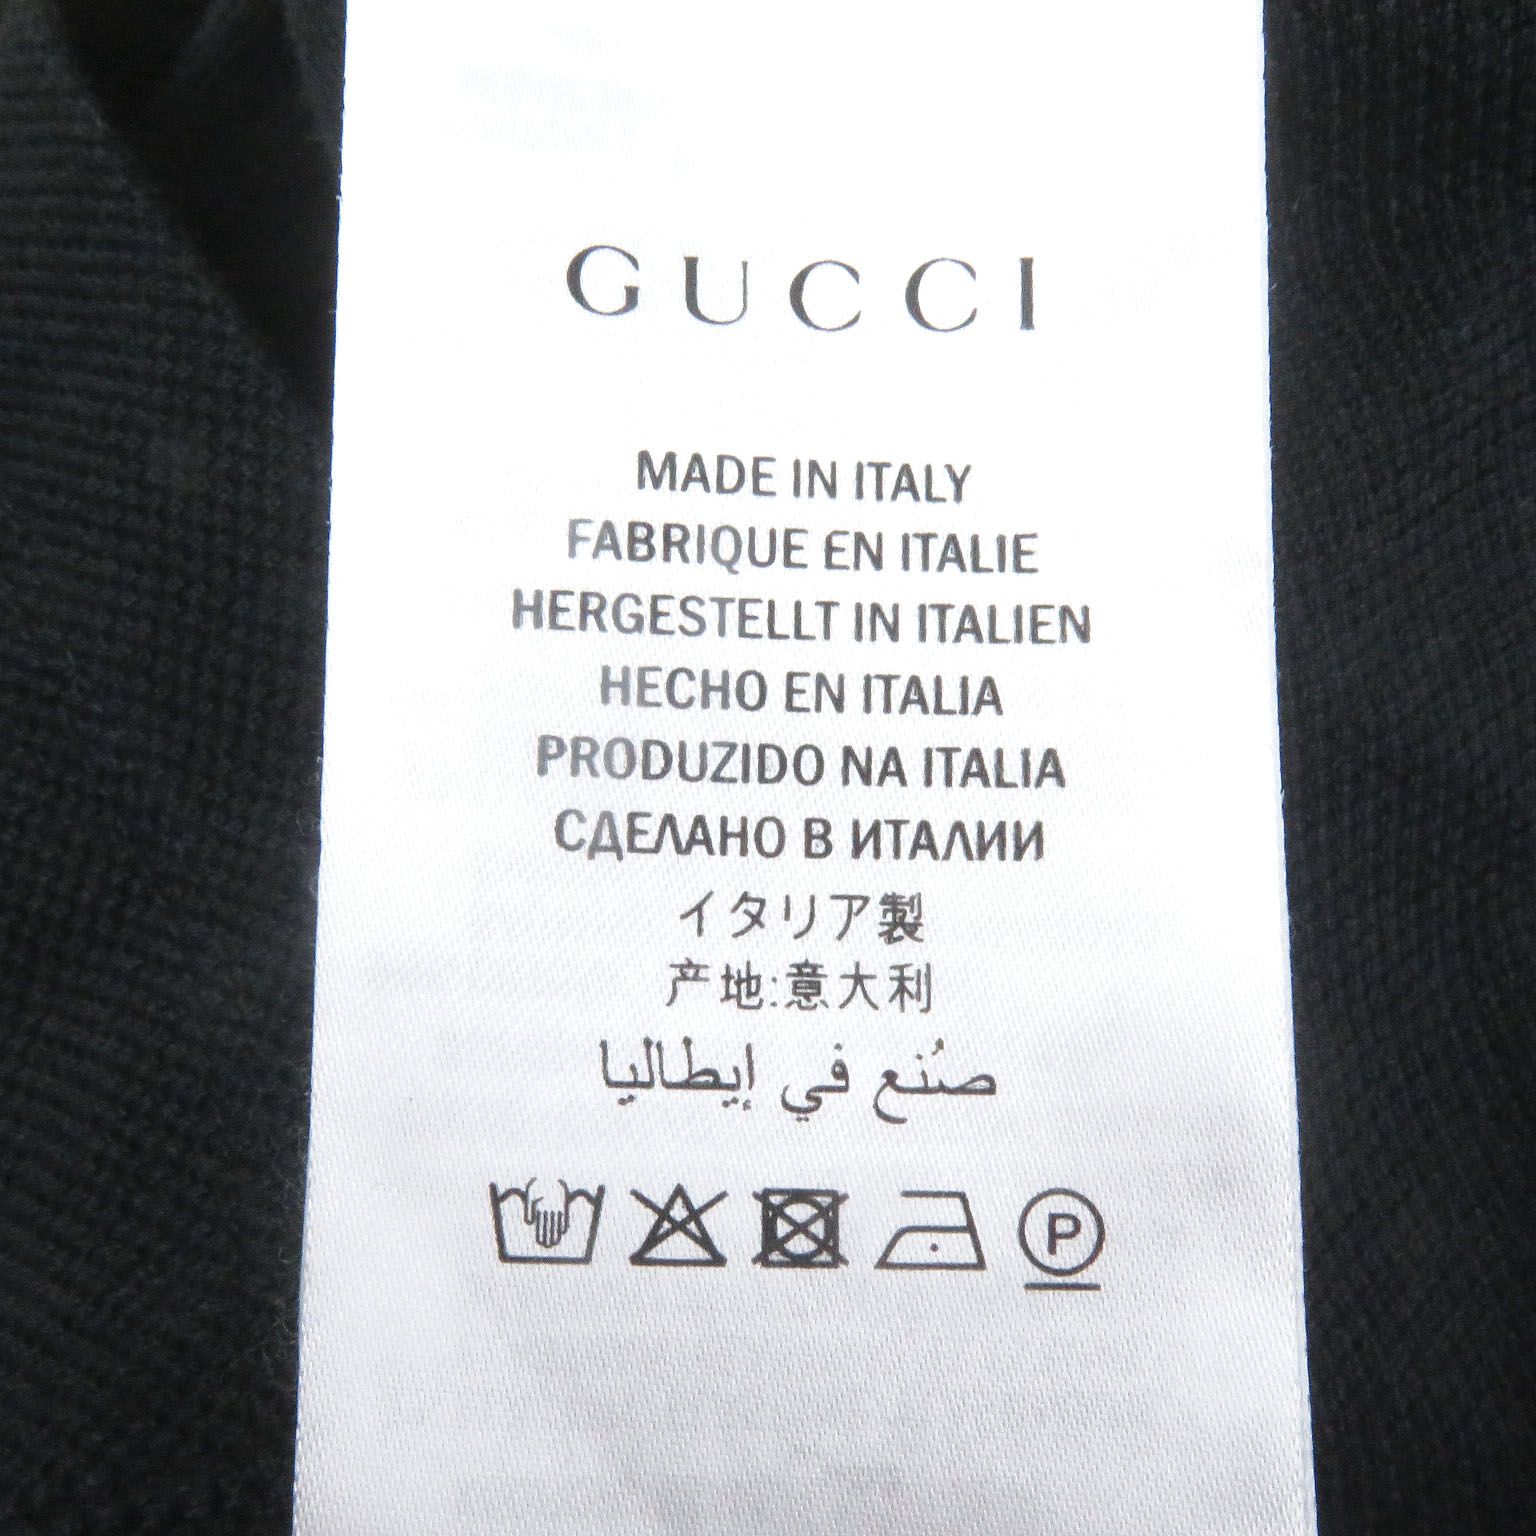 GUCCI
MADE IN ITALY
FABRIQUE EN ITALIE
HERGESTELLT IN ITALIEN
HECHO EN ITALIA
PRODUZIDO NA ITALIA
СДЕЛАНО В ИТАЛИИ
イタリア製
产地:意大利
صُنع في إيطاليا
P